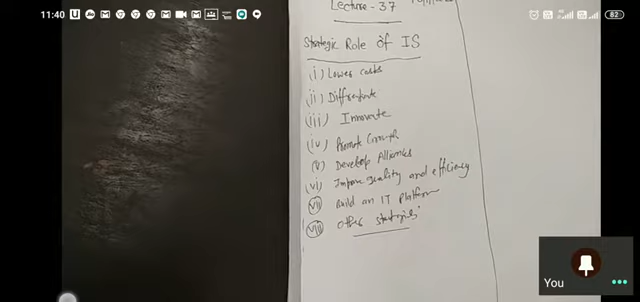 11:40
82
Lecture - 37
Strategic Role of IS
(i) Lower costs
(ii) Differentiate
(iii) Innovate
(iv) Promote Growth
(v) Develop Alliances
(vi) Improve quality and efficiency
(vii) Build an IT Platform
(viii) Other strategies
You